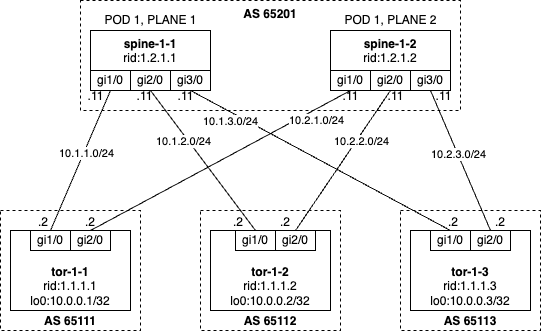 AS 65201
POD 1, PLANE 1
POD 1, PLANE 2
spine-1-1
rid:1.2.1.1
spine-1-2
rid:1.2.1.2
gi1/0 gi2/0 gi3/0
gi1/0 gi2/0 gi3/0
.11 .11 .11
.11 .11 .11
10.1.3.0/24
10.2.1.0/24
10.1.1.0/24
10.1.2.0/24
10.2.2.0/24
10.2.3.0/24
.2 .2
.2 .2
.2 .2
gi1/0 gi2/0
gi1/0 gi2/0
gi1/0 gi2/0
tor-1-1
rid:1.1.1.1
lo0:10.0.0.1/32
AS 65111
tor-1-2
rid:1.1.1.2
lo0:10.0.0.2/32
AS 65112
tor-1-3
rid:1.1.1.3
lo0:10.0.0.3/32
AS 65113